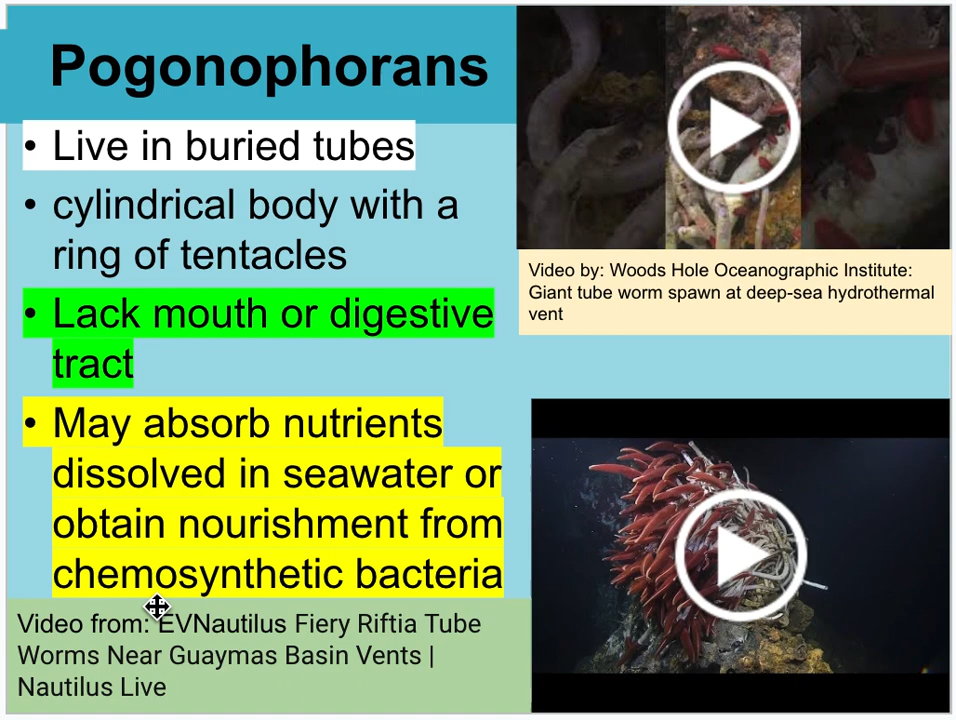 Pogonophorans
• Live in buried tubes
• cylindrical body with a
ring of tentacles
• Lack mouth or digestive
tract
• May absorb nutrients
dissolved in seawater or
obtain nourishment from
chemosynthetic bacteria
Video from: EVNautilus Fiery Riftia Tube
Worms Near Guaymas Basin Vents |
Nautilus Live
Video by: Woods Hole Oceanographic Institute:
Giant tube worm spawn at deep-sea hydrothermal
vent